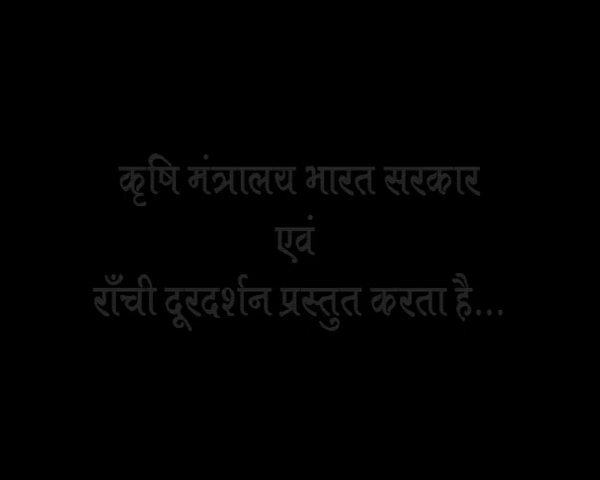 कृषि मंत्रालय भारत सरकार
एवं
राँची दूरदर्शन प्रस्तुत करता है...